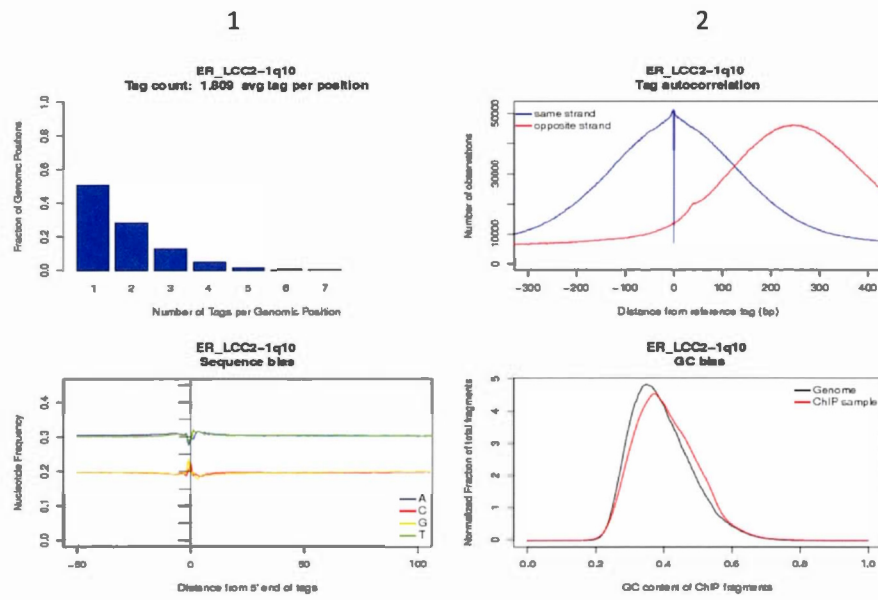 1
2
ER_LCC2-1q10
Tag count: 1.809 avg tag per position
Fraction of Genomic Positions
0.0 0.2 0.4 0.6 0.8 1.0
1 2 3 4 5 6 7
Number of Tags per Genomic Position
ER_LCC2-1q10
Tag autocorrelation
same strand
opposite strand
Number of observations
0 10000 30000 50000
-300 -200 -100 0 100 200 300 400
Distance from reference tag (bp)
ER_LCC2-1q10
Sequence bias
Nucleotide Frequency
0.0 0.1 0.2 0.3 0.4
A
C
G
T
-50 0 50 100
Distance from 5' end of tags
ER_LCC2-1q10
GC bias
Genome
ChIP sample
Normalized Fraction of total fragments
0 1 2 3 4 5
0.0 0.2 0.4 0.6 0.8 1.0
GC content of ChIP fragments